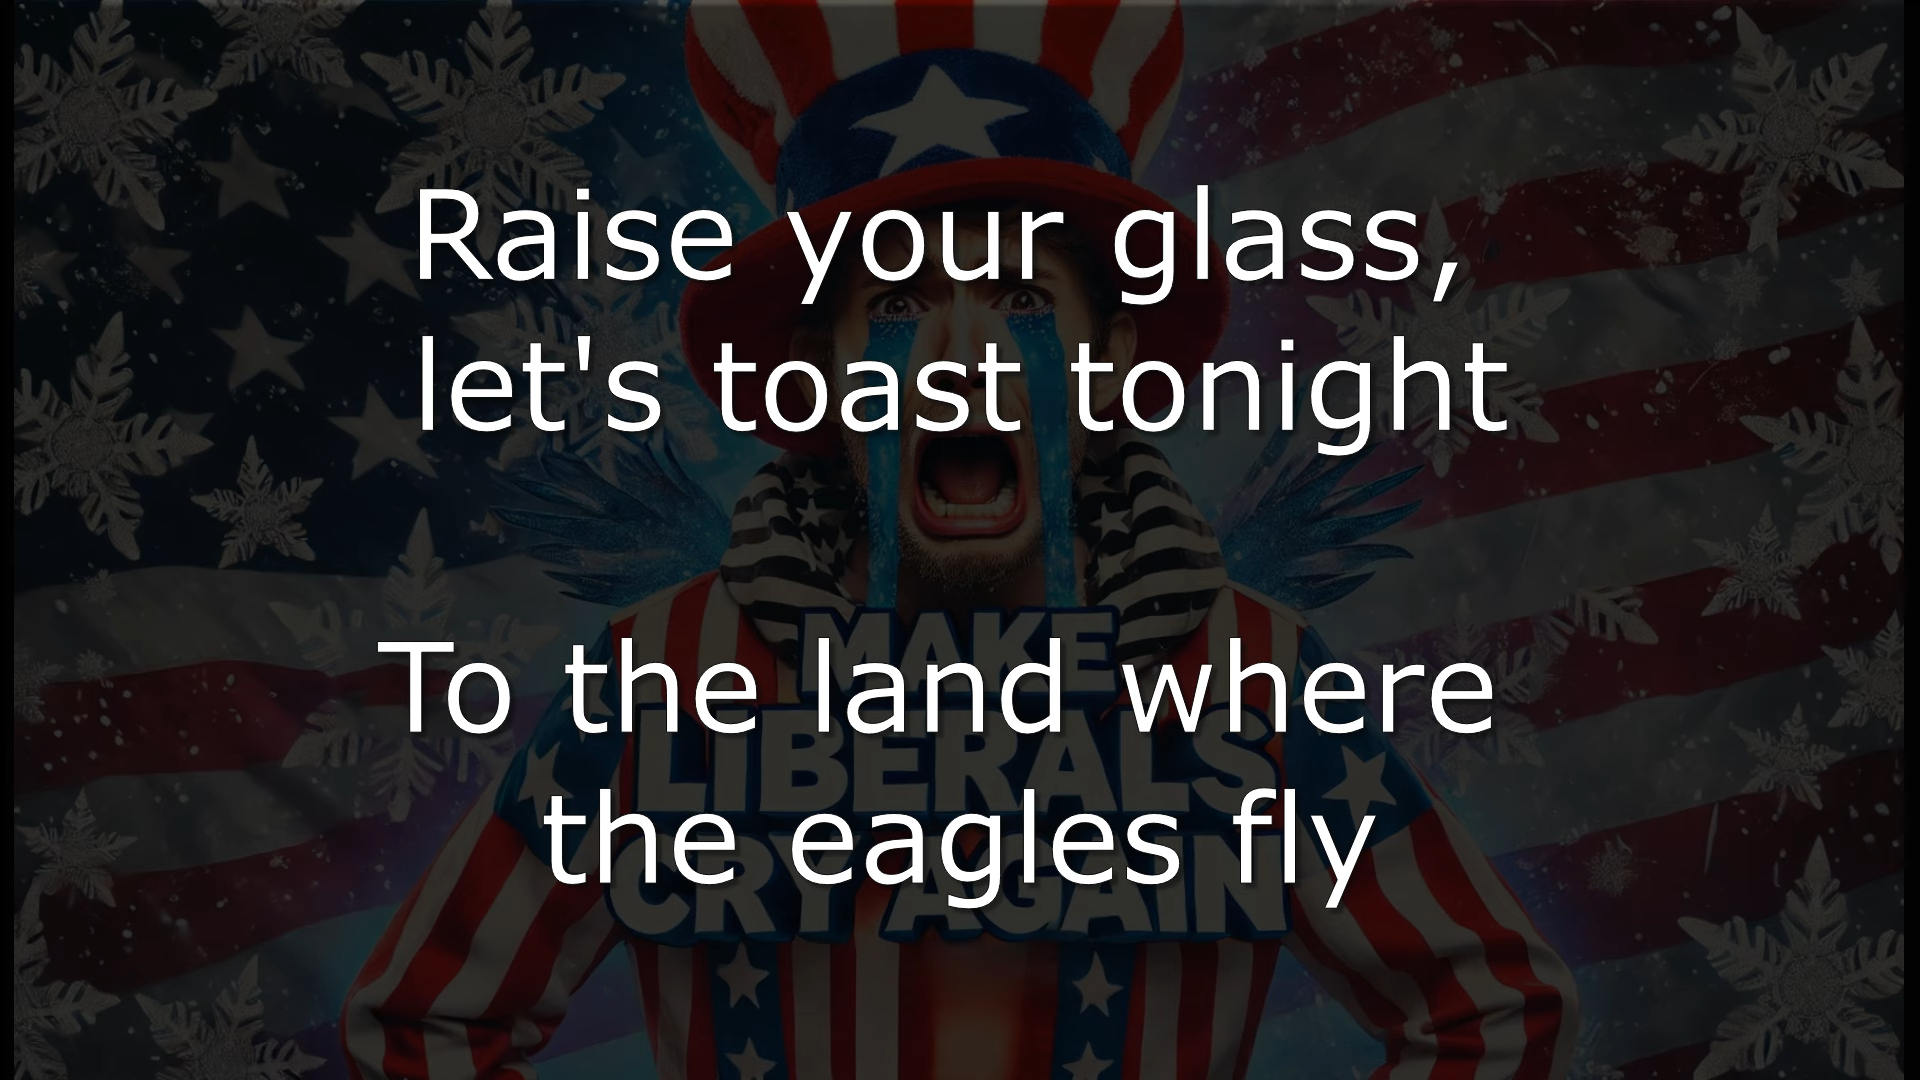 Raise your glass,
let's toast tonight
To the land where
the eagles fly
MAKE
LIBERALS
CRY AGAIN